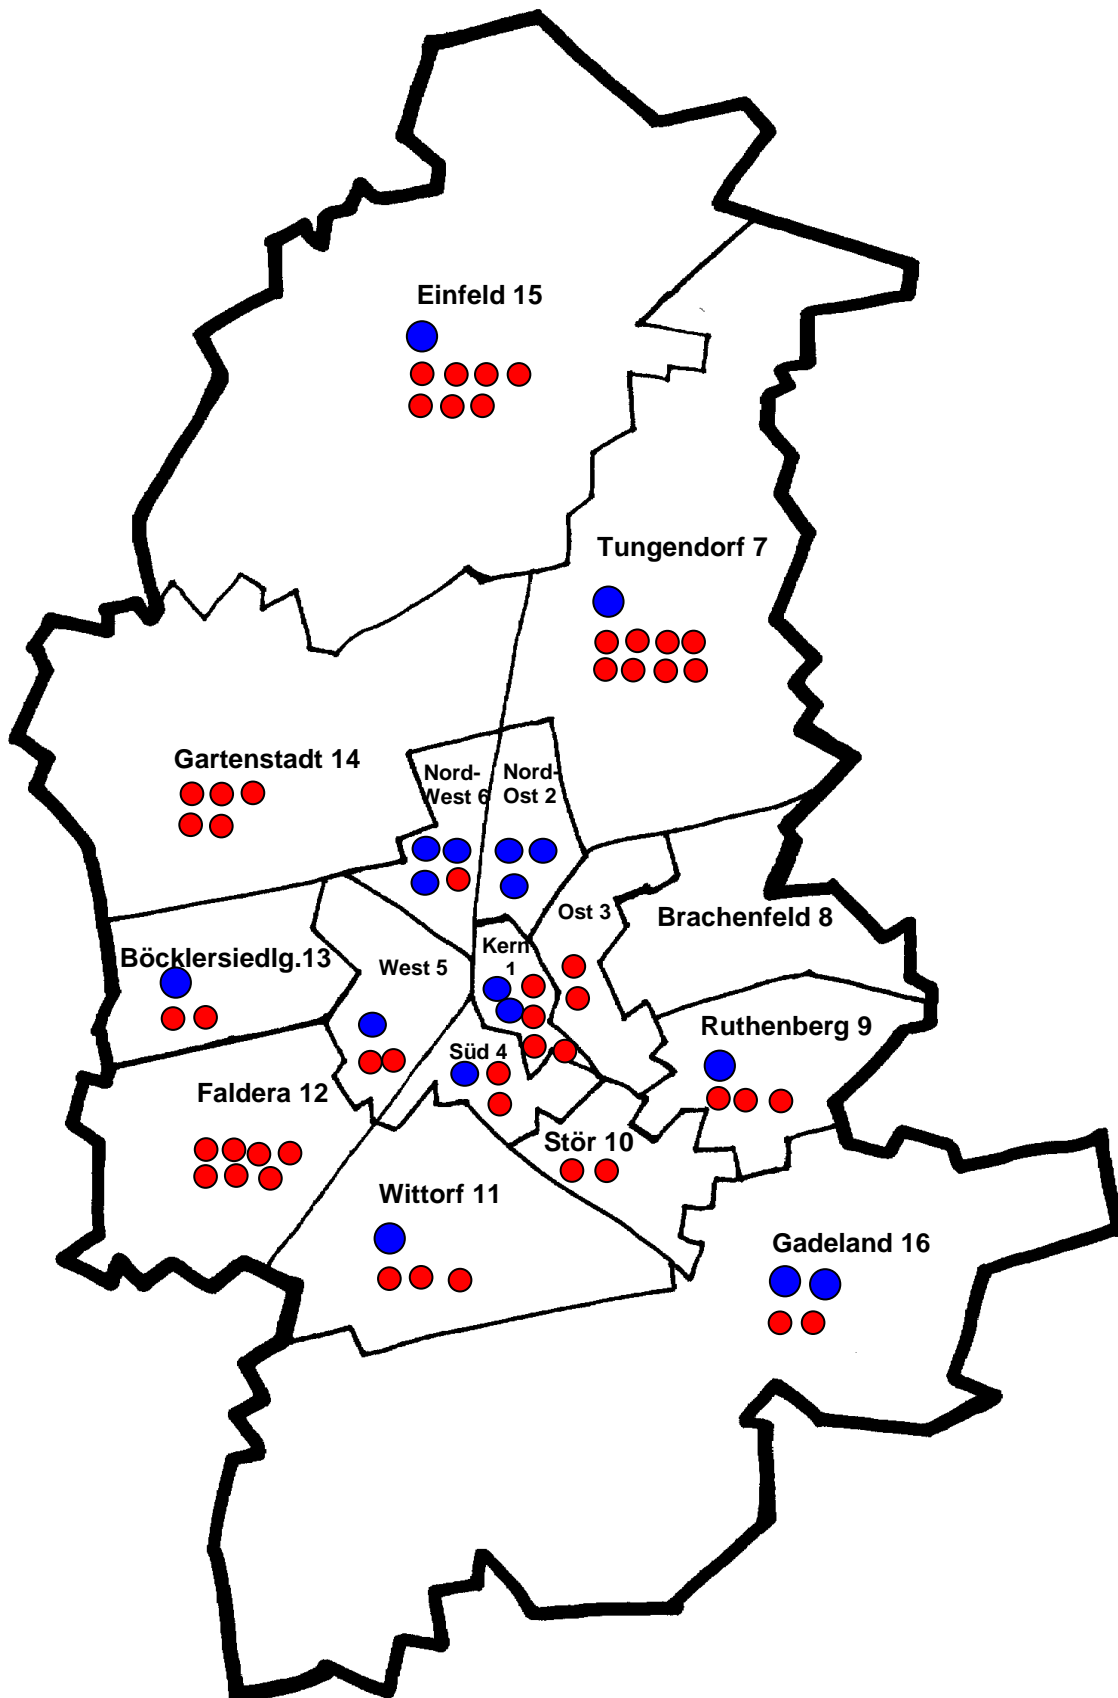 Einfeld 15
Tungendorf 7
Gartenstadt 14
Nord-
West 6
Nord-
Ost 2
Ost 3
Brachenfeld 8
Kern
1
Böcklersiedlg.13
West 5
Ruthenberg 9
Süd 4
Faldera 12
Stör 10
Wittorf 11
Gadeland 16